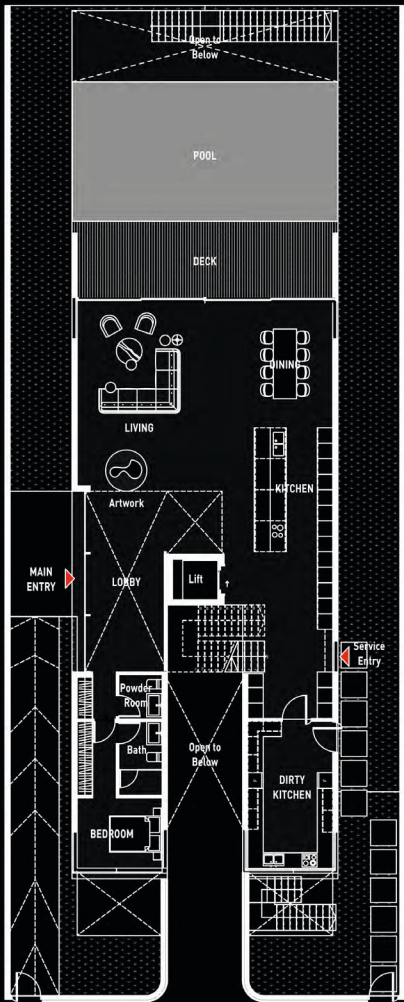 Open to
Below
POOL
DECK
DINING
LIVING
KITCHEN
Artwork
MAIN
ENTRY
LOBBY
Lift
Service
Entry
Powder
Room
Bath
Open to
Below
DIRTY
KITCHEN
BEDROOM